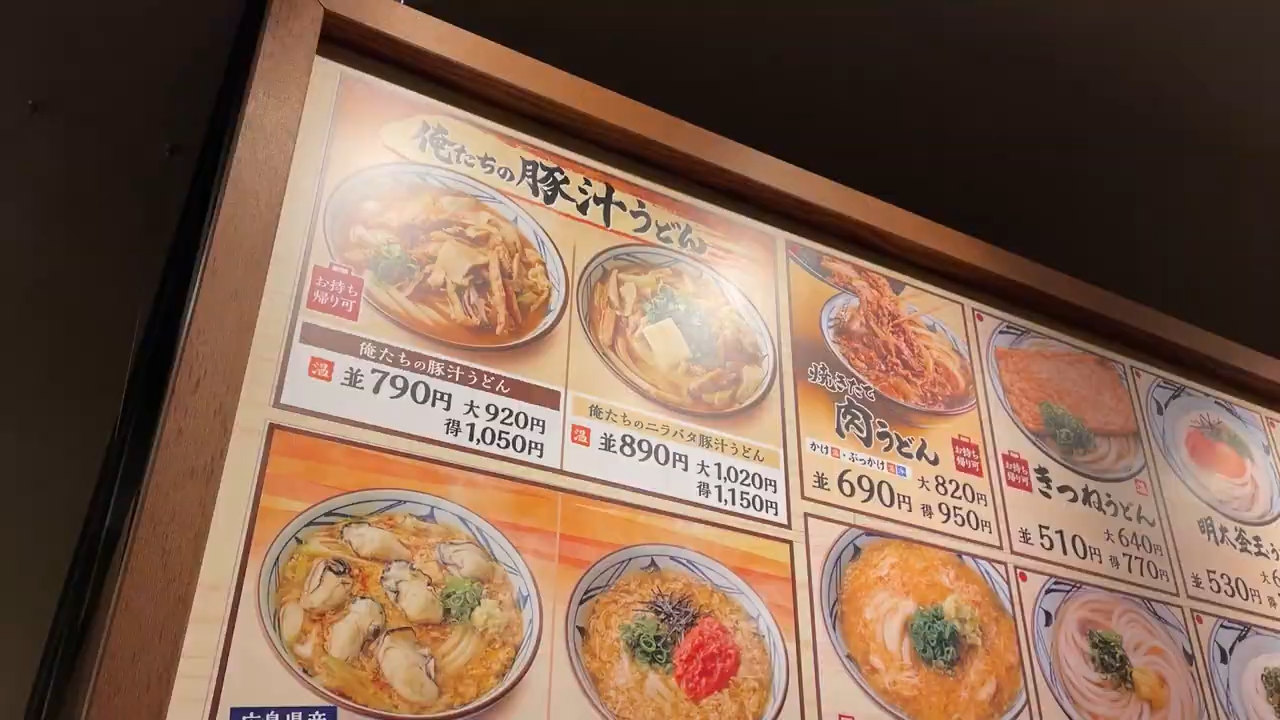 俺たちの豚汁うどん
お持ち
帰り可
俺たちの豚汁うどん
温 並790円 大920円
得1,050円
俺たちのニラバタ豚汁うどん
温 並890円 大1,020円
得1,150円
焼きたて
肉うどん
かけ温・ぶっかけ温冷
お持ち
帰り可
並690円 大820円
得950円
お持ち
帰り可
きつねうどん
温
並510円 大640円
得770円
明太釜玉う
並530円 大6
得
広島県産